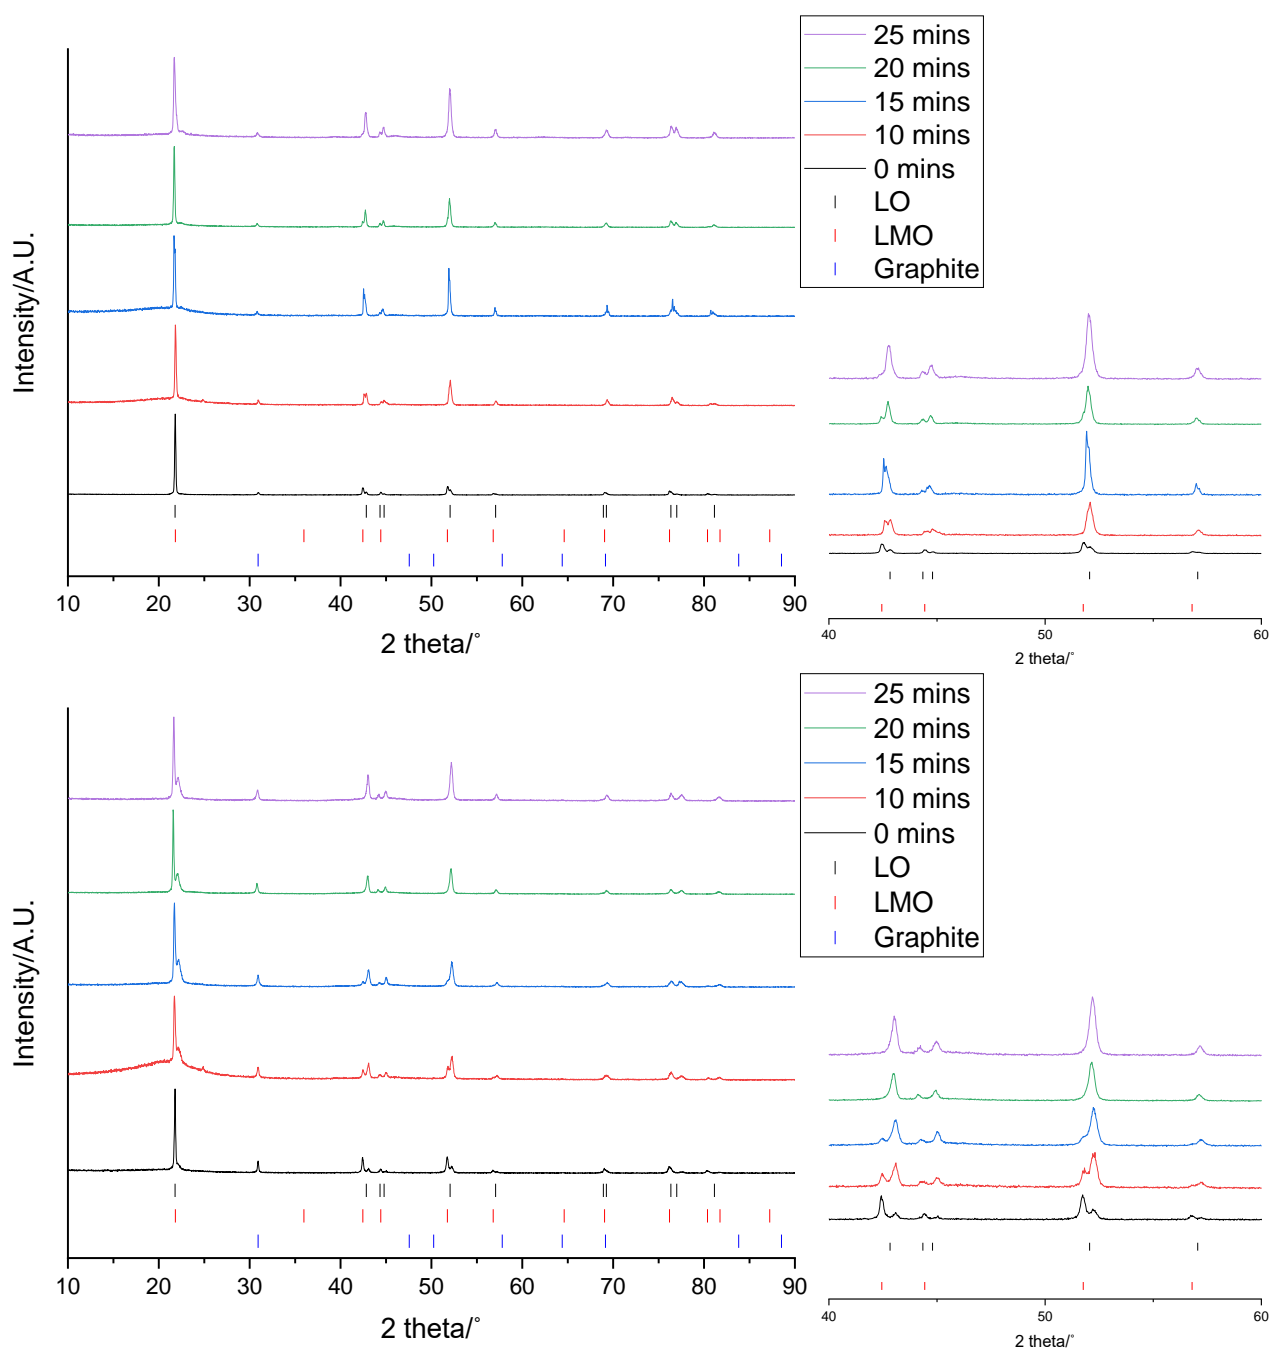 25 mins
20 mins
15 mins
10 mins
0 mins
LO
LMO
Graphite
Intensity/A.U.
10 20 30 40 50 60 70 80 90
2 theta/°
40 50 60
2 theta/°
25 mins
20 mins
15 mins
10 mins
0 mins
LO
LMO
Graphite
Intensity/A.U.
10 20 30 40 50 60 70 80 90
2 theta/°
40 50 60
2 theta/°